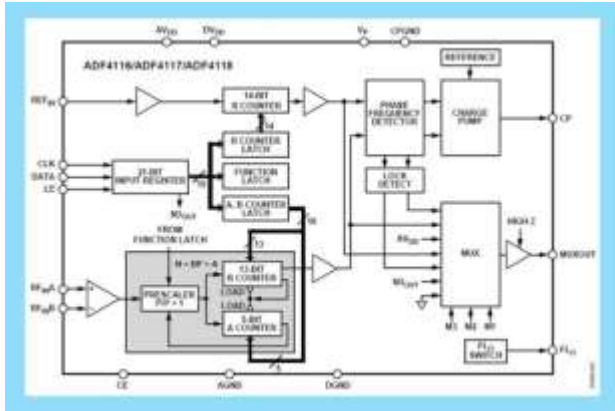 AVDD
DVDD
VP
CPGND
ADF4116/ADF4117/ADF4118
REFERENCE
REFIN
14-BIT
R COUNTER
PHASE
FREQUENCY
DETECTOR
CHARGE
PUMP
CP
14
R COUNTER
LATCH
CLK
DATA
LE
21-BIT
INPUT REGISTER
19
FUNCTION
LATCH
LOCK
DETECT
A, B COUNTER
LATCH
SDOUT
18
FROM
FUNCTION LATCH
13
HIGH Z
AVDD
MUX
MUXOUT
N = BP + A
13-BIT
B COUNTER
RFINA
RFINB
PRESCALER
P/P + 1
LOAD
LOAD
SDOUT
5-BIT
A COUNTER
M3
M2
M1
5
FLO
SWITCH
FLO
CE
AGND
DGND